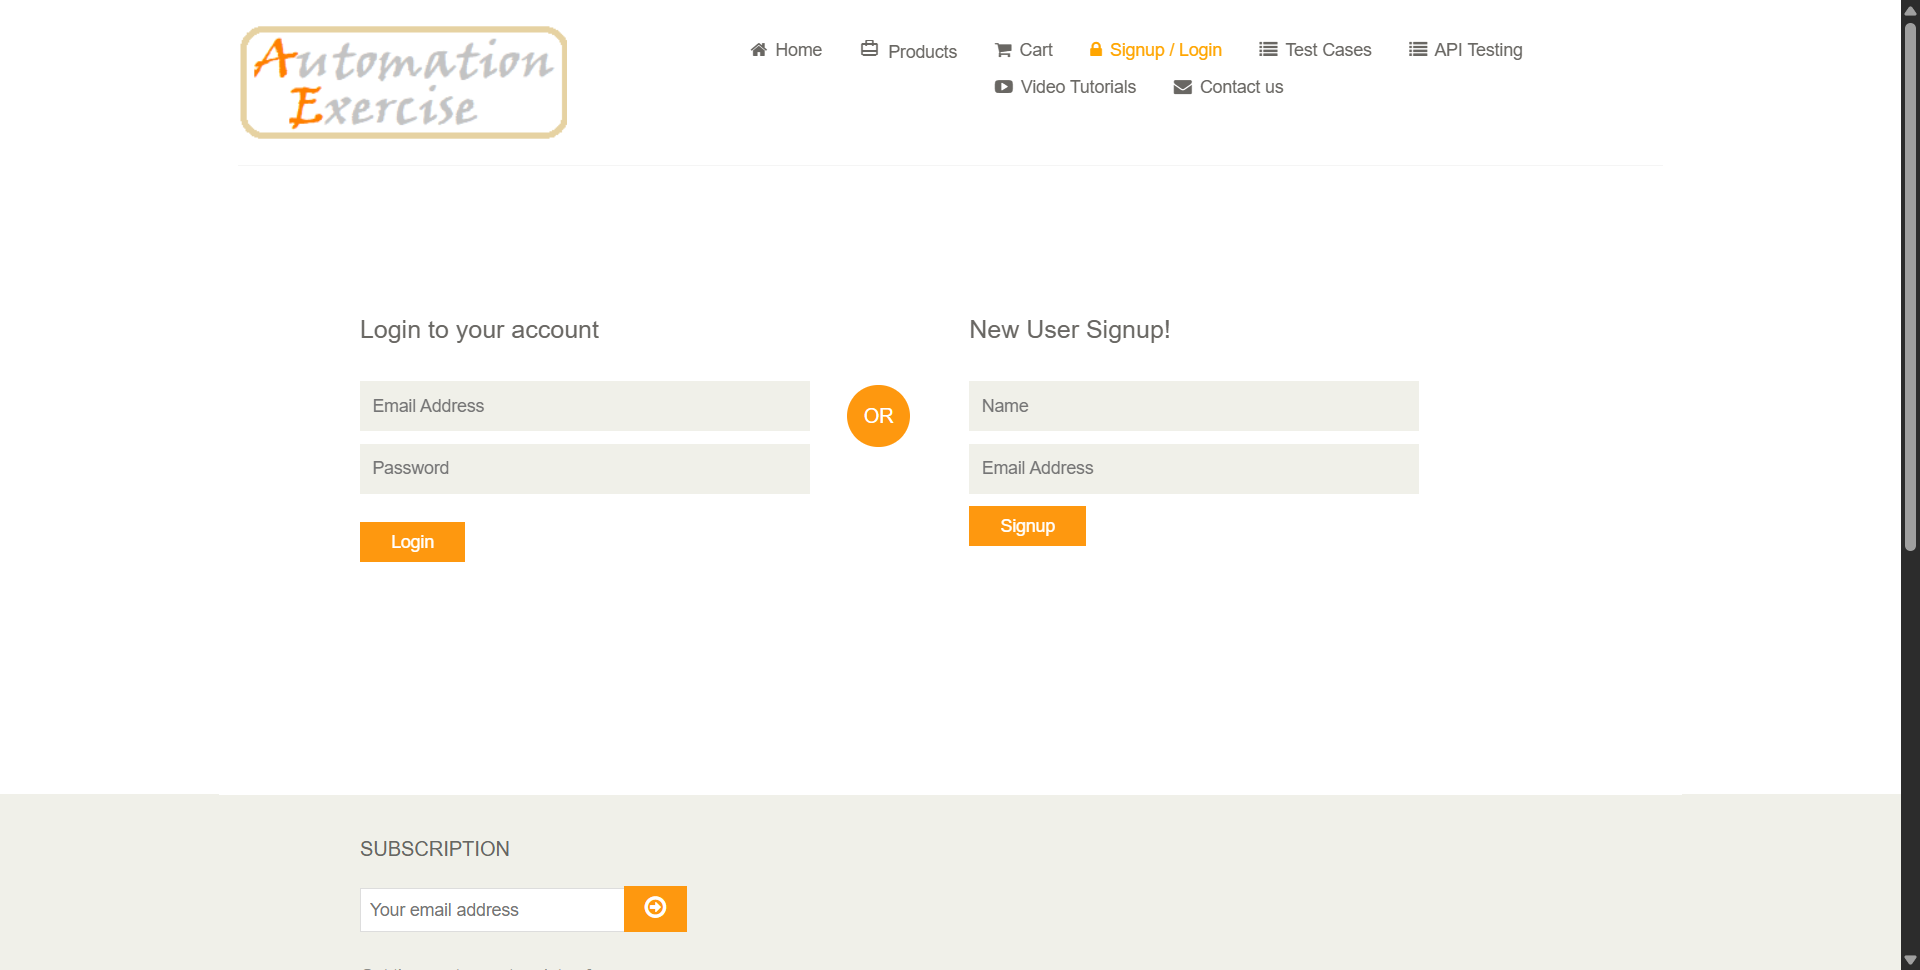 Automation
Exercise
Home
Products
Cart
Signup / Login
Test Cases
API Testing
Video Tutorials
Contact us
Login to your account
Email Address
Password
Login
OR
New User Signup!
Name
Email Address
Signup
SUBSCRIPTION
Your email address